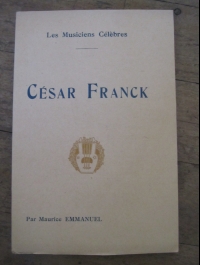 Les Musiciens Célèbres
CÉSAR FRANCK
Par Maurice EMMANUEL